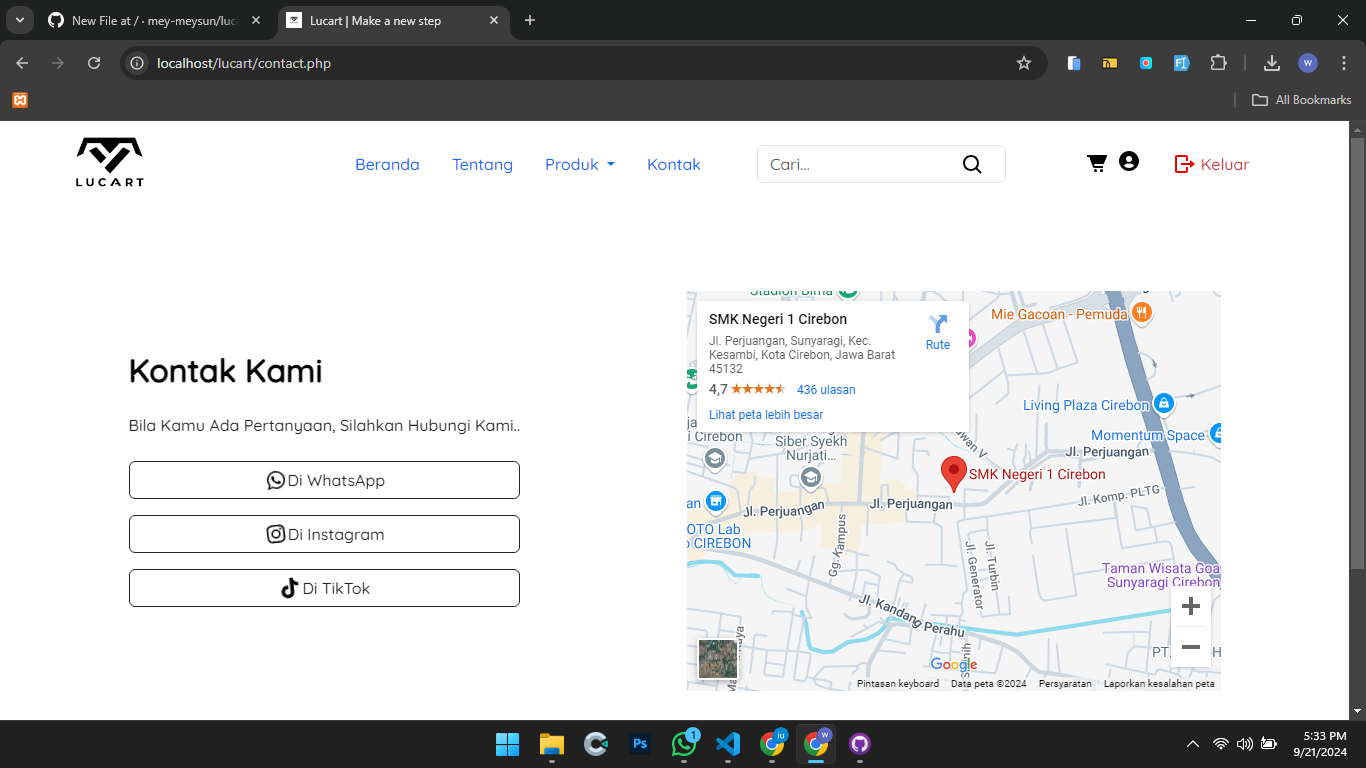 New File at / · mey-meysun/luca
Lucart | Make a new step
localhost/lucart/contact.php
W
All Bookmarks
LUCART
Beranda
Tentang
Produk
Kontak
Cari...
Keluar
Kontak Kami
Bila Kamu Ada Pertanyaan, Silahkan Hubungi Kami..
Di WhatsApp
Di Instagram
Di TikTok
Stadion Bima
SMK Negeri 1 Cirebon
Jl. Perjuangan, Sunyaragi, Kec.
Kesambi, Kota Cirebon, Jawa Barat
45132
4,7
436 ulasan
Lihat peta lebih besar
Rute
Mie Gacoan - Pemuda
Living Plaza Cirebon
Momentum Space
Jl. Perjuangan
i Cirebon
Siber Syekh
Nurjati...
awan V
SMK Negeri 1 Cirebon
Jl. Komp. PLTG
an
Jl. Perjuangan
Jl. Perjuangan
OTO Lab
CIREBON
Gg. Kampus
Jl. Generator
Jl. Turbin
Taman Wisata Goa
Sunyaragi Cirebon
Jl. Kandang Perahu
PT.
H
Google
Pintasan keyboard
Data peta ©2024
Persyaratan
Laporkan kesalahan peta
Ps
1
iu
w
5:33 PM
9/21/2024